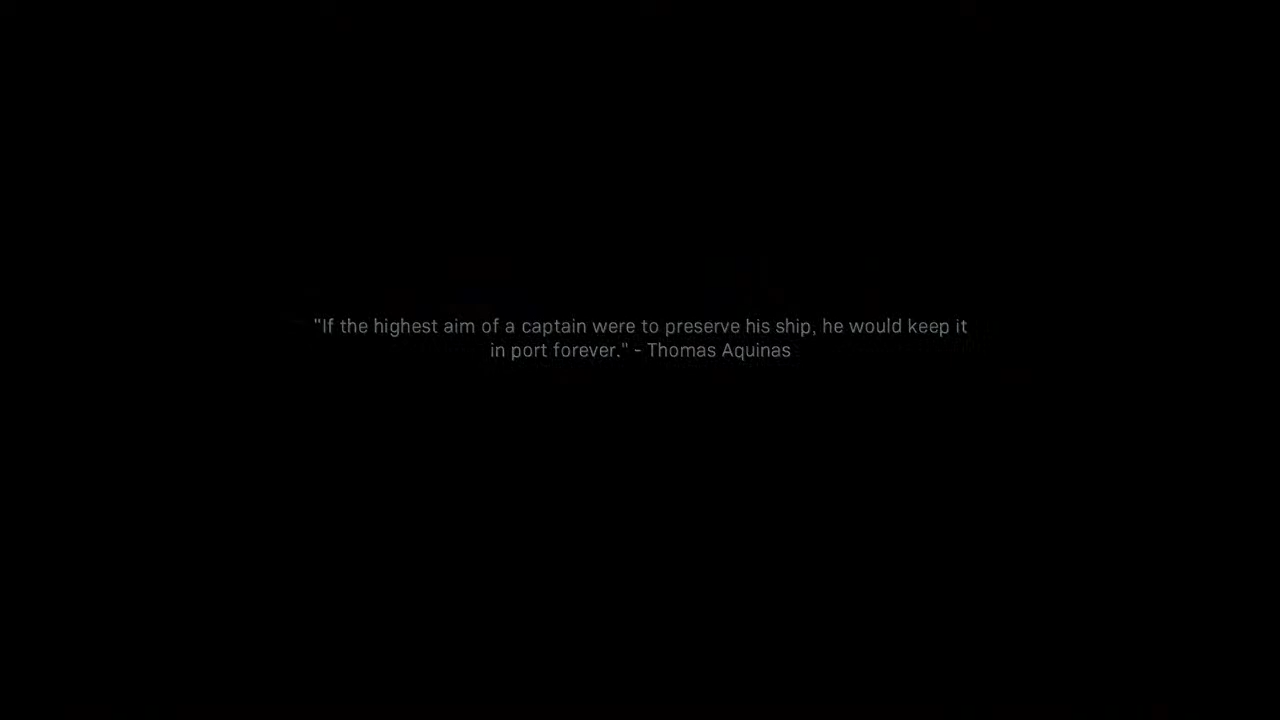 "If the highest aim of a captain were to preserve his ship, he would keep it
in port forever." - Thomas Aquinas